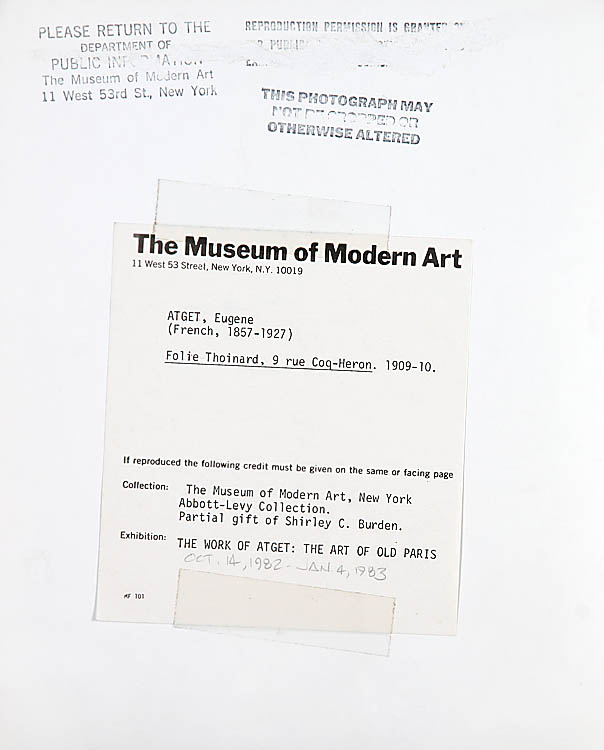 PLEASE RETURN TO THE
DEPARTMENT OF
PUBLIC
The Museum of Modern Art
11 West 53rd St., New York
REPRODUCTION PERMISSION IS GRANTED
THIS PHOTOGRAPH MAY
NOT BE CROPPED OR
OTHERWISE ALTERED
The Museum of Modern Art
11 West 53 Street, New York, N.Y. 10019
ATGET, Eugene
(French, 1857-1927)
Folie Thoinard, 9 rue Coq-Heron. 1909-10.
If reproduced the following credit must be given on the same or facing page
Collection: The Museum of Modern Art, New York
Abbott-Levy Collection.
Partial gift of Shirley C. Burden.
Exhibition: THE WORK OF ATGET: THE ART OF OLD PARIS
OCT. 14, 1982 - JAN 4, 1983
MF 101